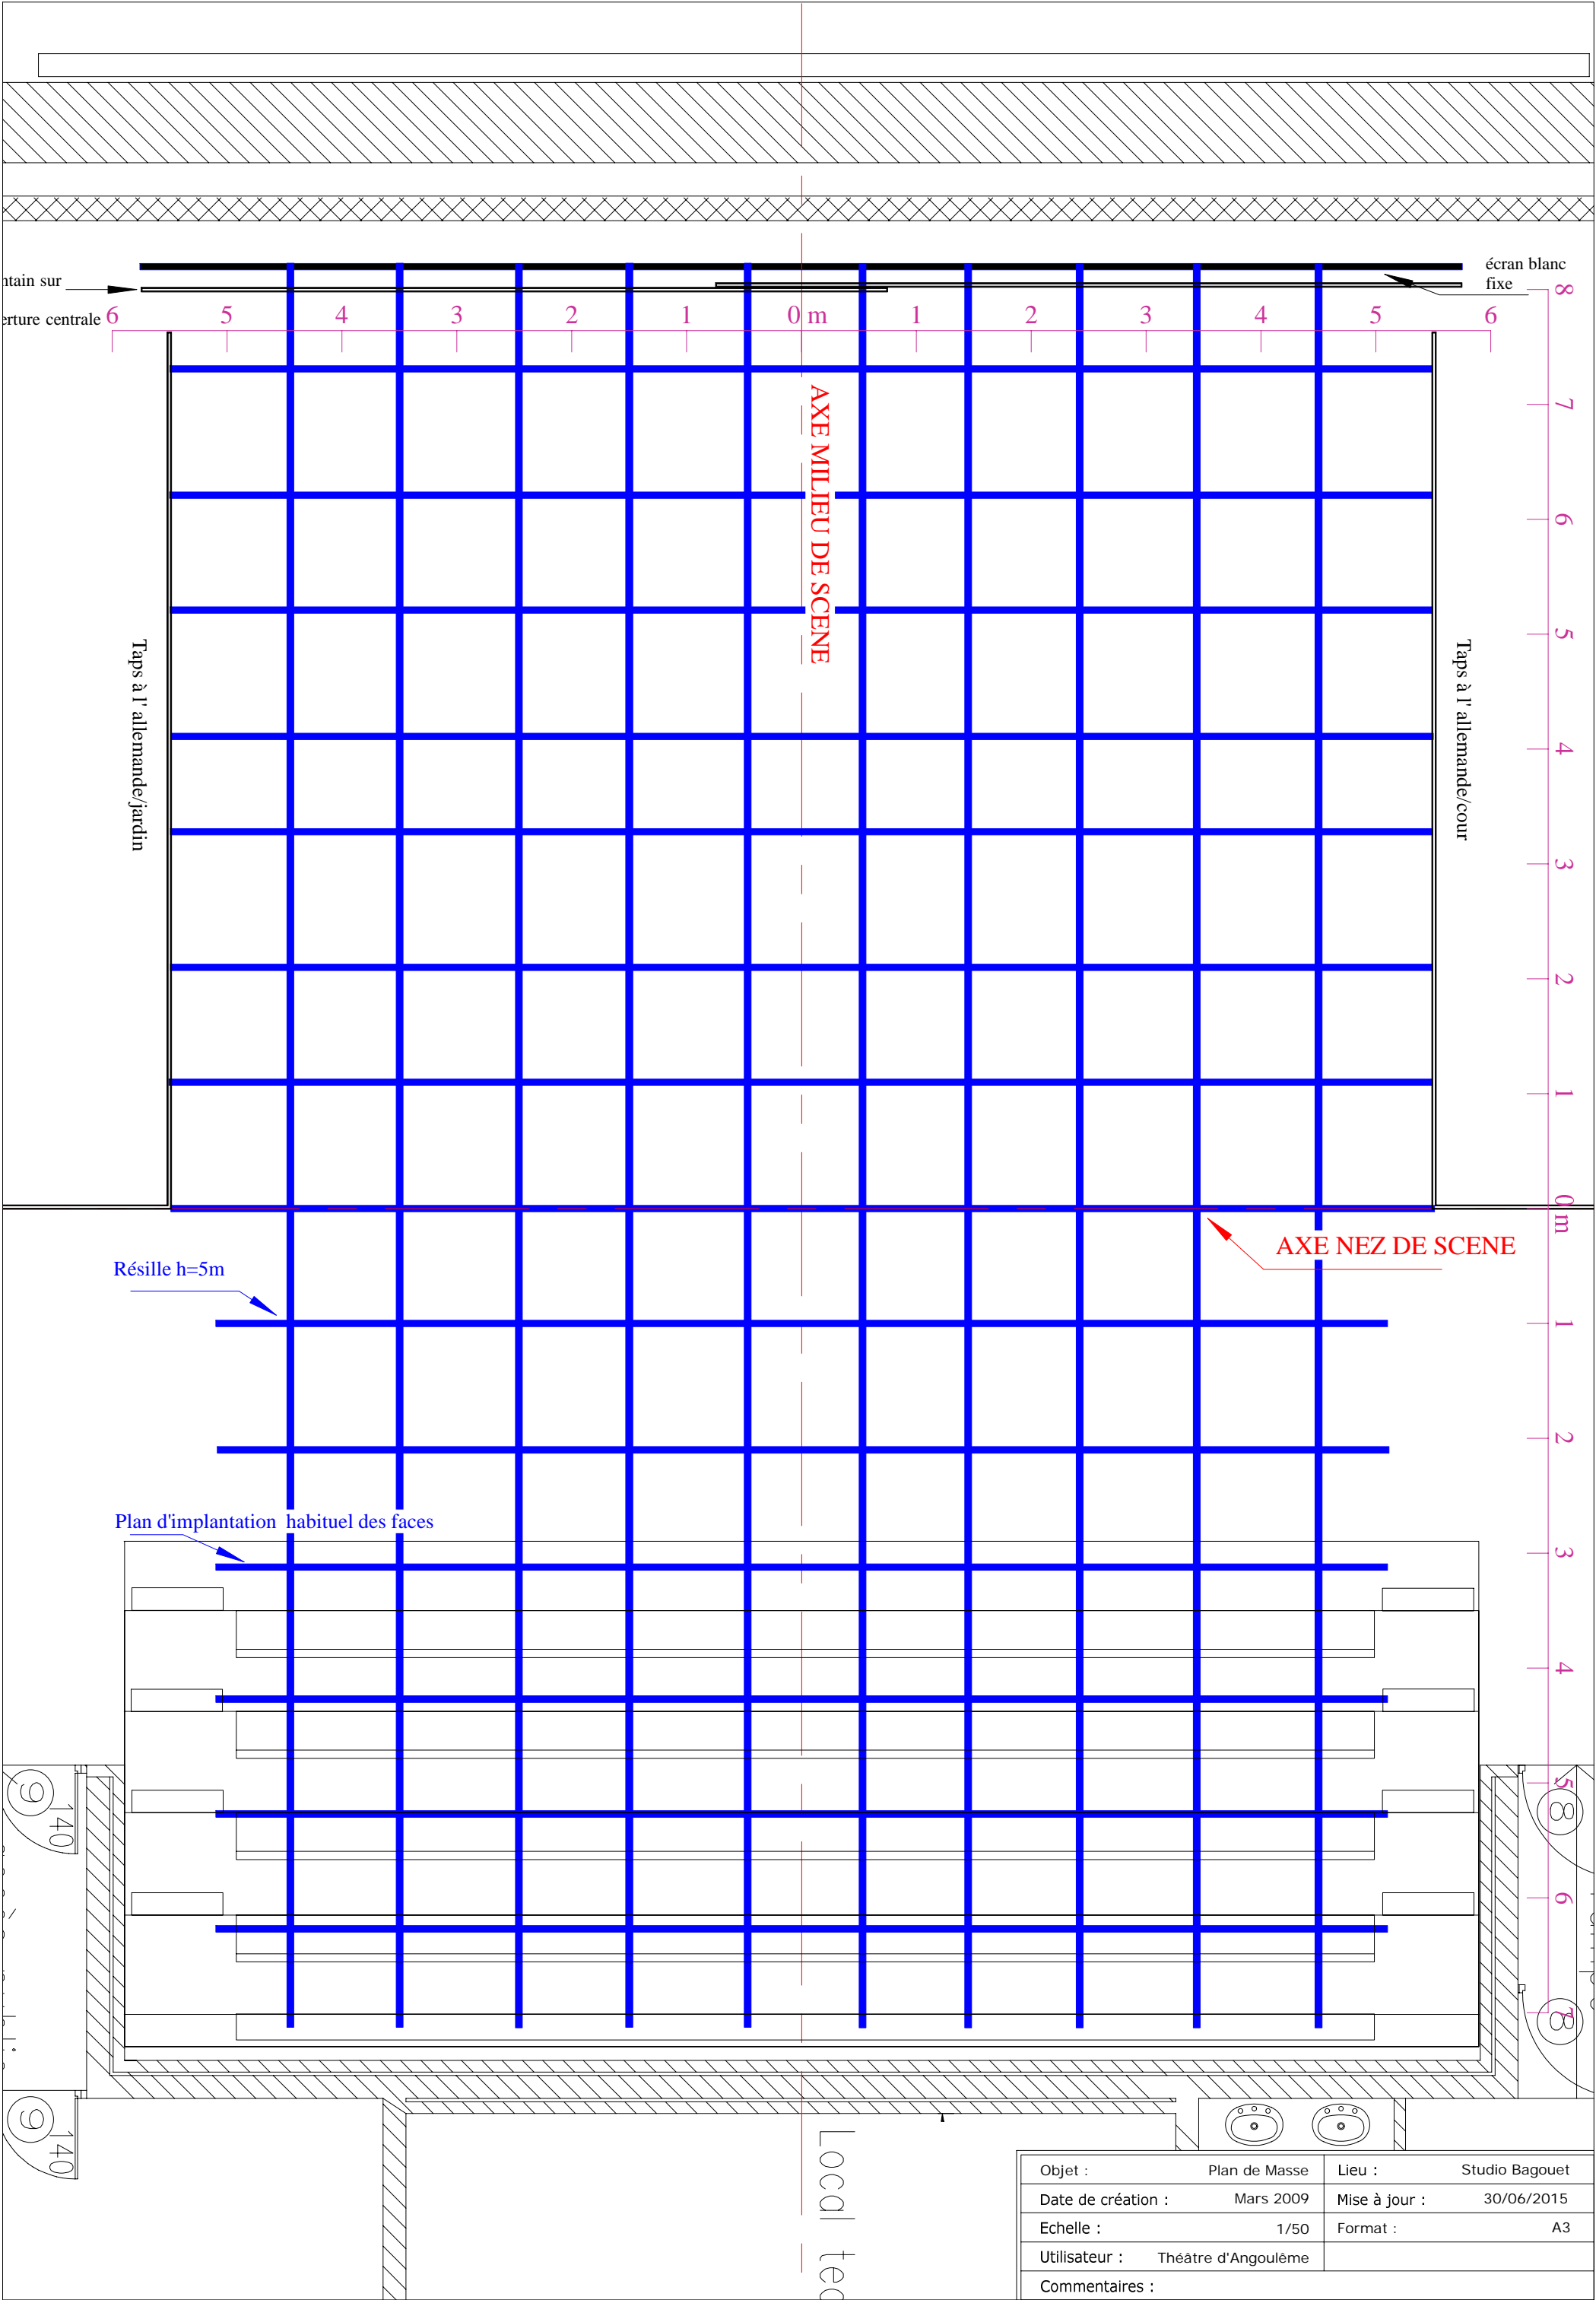 ntain sur
erture centrale
écran blanc
fixe
6 5 4 3 2 1 0 m 1 2 3 4 5 6
8
7
6
5
4
3
2
1
0 m
1
2
3
4
5
6
7
AXE MILIEU DE SCENE
Taps à l' allemande/jardin
Taps à l' allemande/cour
AXE NEZ DE SCENE
Résille h=5m
Plan d'implantation habituel des faces
9
140
8
8
9
140
Local tec
Objet : Plan de Masse Lieu : Studio Bagouet
Date de création : Mars 2009 Mise à jour : 30/06/2015
Echelle : 1/50 Format : A3
Utilisateur : Théâtre d'Angoulême
Commentaires :